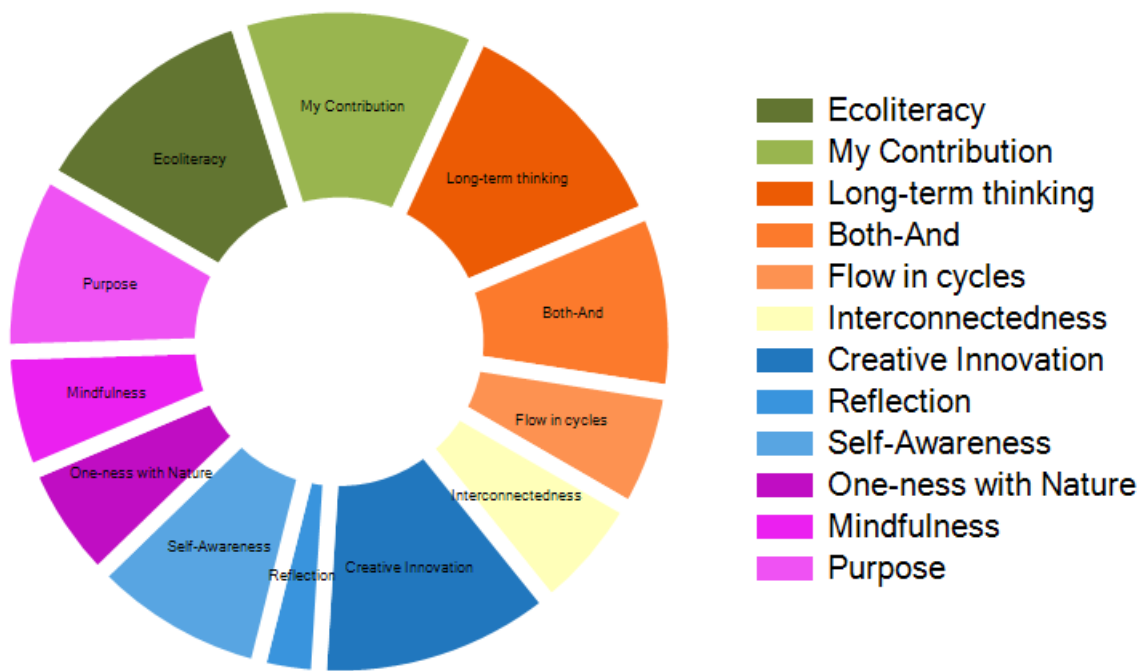 My Contribution
Ecoliteracy
Long-term thinking
Purpose
Both-And
Mindfulness
Flow in cycles
One-ness with Nature
Interconnectedness
Self-Awareness
Reflection
Creative Innovation
Ecoliteracy
My Contribution
Long-term thinking
Both-And
Flow in cycles
Interconnectedness
Creative Innovation
Reflection
Self-Awareness
One-ness with Nature
Mindfulness
Purpose